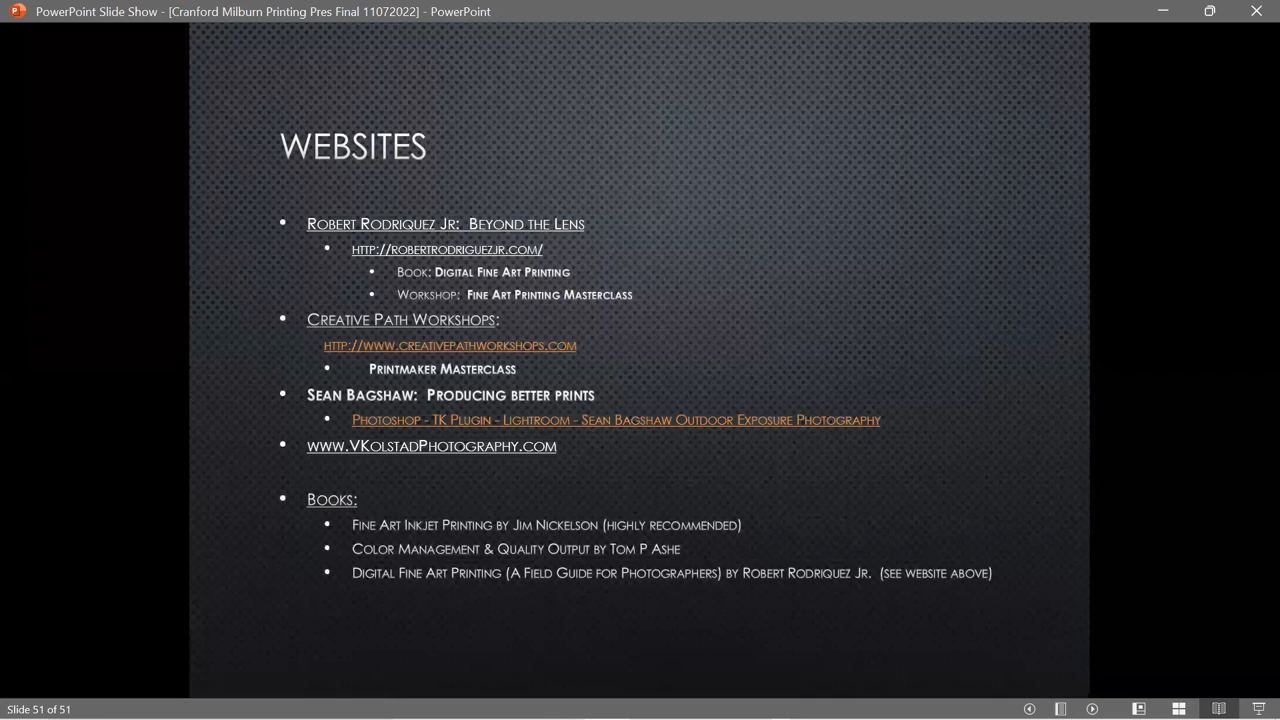 PowerPoint Slide Show - [Cranford Milburn Printing Pres Final 11072022] - PowerPoint
WEBSITES
• ROBERT RODRIQUEZ JR: BEYOND THE LENS
• HTTP://ROBERTRODRIGUEZJR.COM/
• BOOK: DIGITAL FINE ART PRINTING
• WORKSHOP: FINE ART PRINTING MASTERCLASS
• CREATIVE PATH WORKSHOPS:
HTTP://WWW.CREATIVEPATHWORKSHOPS.COM
• PRINTMAKER MASTERCLASS
• SEAN BAGSHAW: PRODUCING BETTER PRINTS
• PHOTOSHOP - TK PLUGIN - LIGHTROOM - SEAN BAGSHAW OUTDOOR EXPOSURE PHOTOGRAPHY
• WWW.VKOLSTADPHOTOGRAPHY.COM
• BOOKS:
• FINE ART INKJET PRINTING BY JIM NICKELSON (HIGHLY RECOMMENDED)
• COLOR MANAGEMENT & QUALITY OUTPUT BY TOM P ASHE
• DIGITAL FINE ART PRINTING (A FIELD GUIDE FOR PHOTOGRAPHERS) BY ROBERT RODRIQUEZ JR. (SEE WEBSITE ABOVE)
Slide 51 of 51